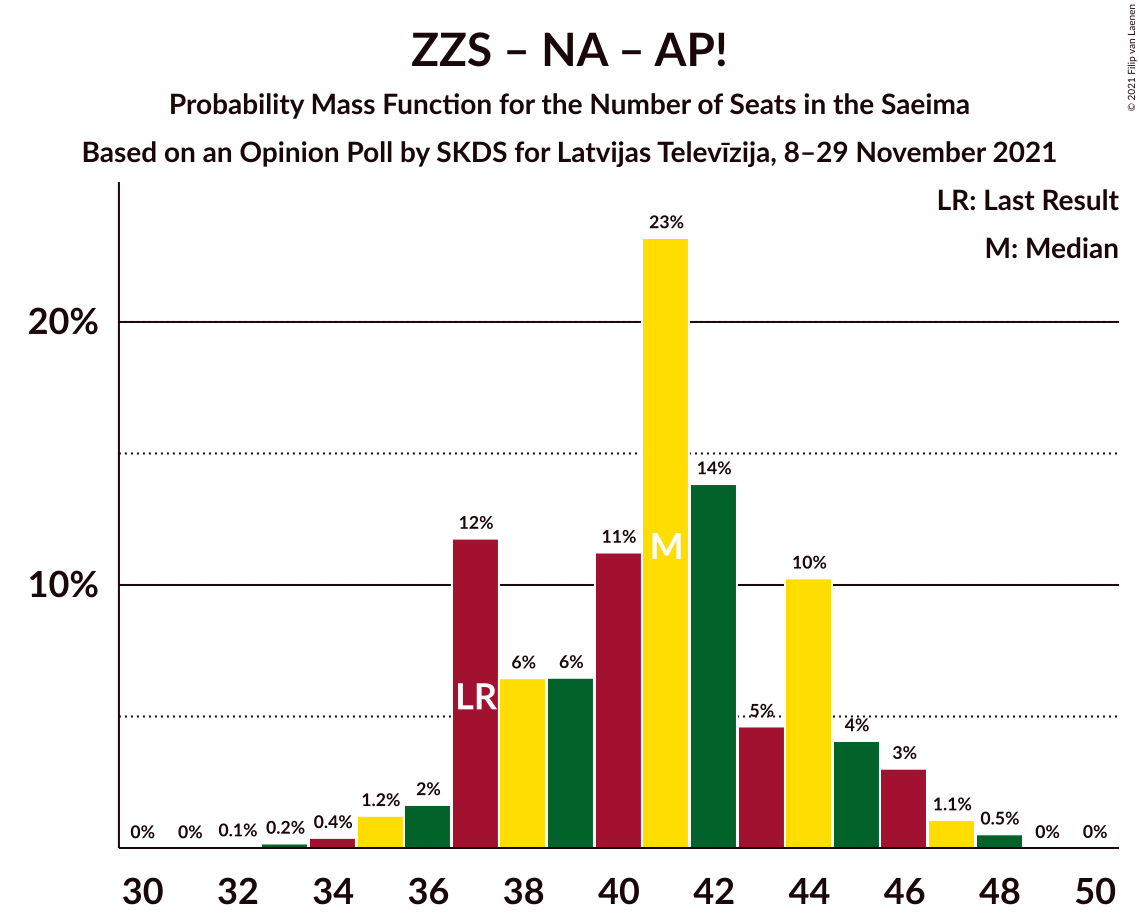 ZZS – NA – AP!
Probability Mass Function for the Number of Seats in the Saeima
Based on an Opinion Poll by SKDS for Latvijas Televīzija, 8–29 November 2021
© 2021 Filip van Laenen
LR: Last Result
M: Median
20%
10%
0%
0%
0.1%
0.2%
0.4%
1.2%
2%
12%
6%
6%
11%
23%
14%
5%
10%
4%
3%
1.1%
0.5%
0%
0%
LR
M
30 32 34 36 38 40 42 44 46 48 50